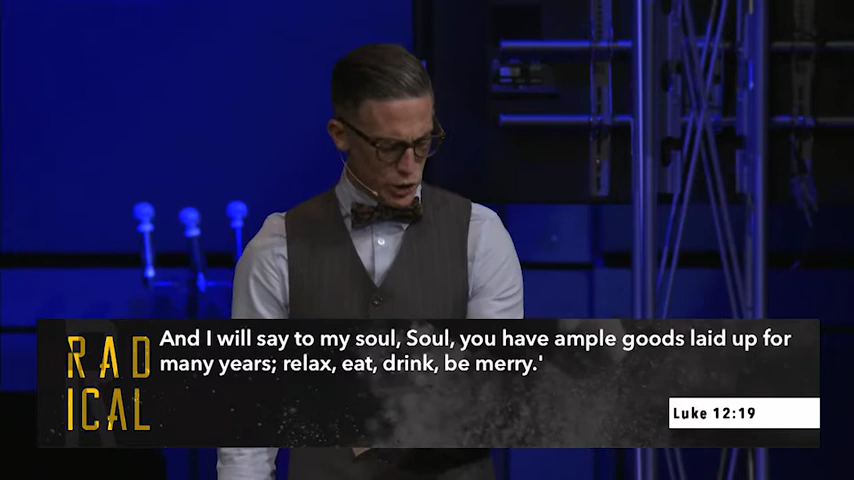 RAD
ICAL
And I will say to my soul, Soul, you have ample goods laid up for
many years; relax, eat, drink, be merry.'
Luke 12:19